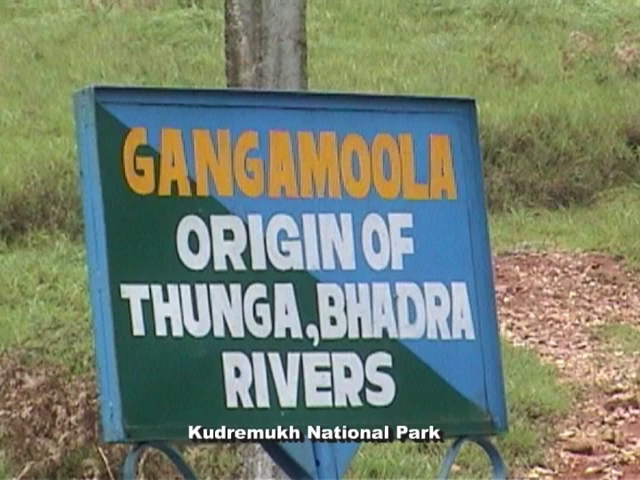 GANGAMOOLA
ORIGIN OF
THUNGA,BHADRA
RIVERS
Kudremukh National Park